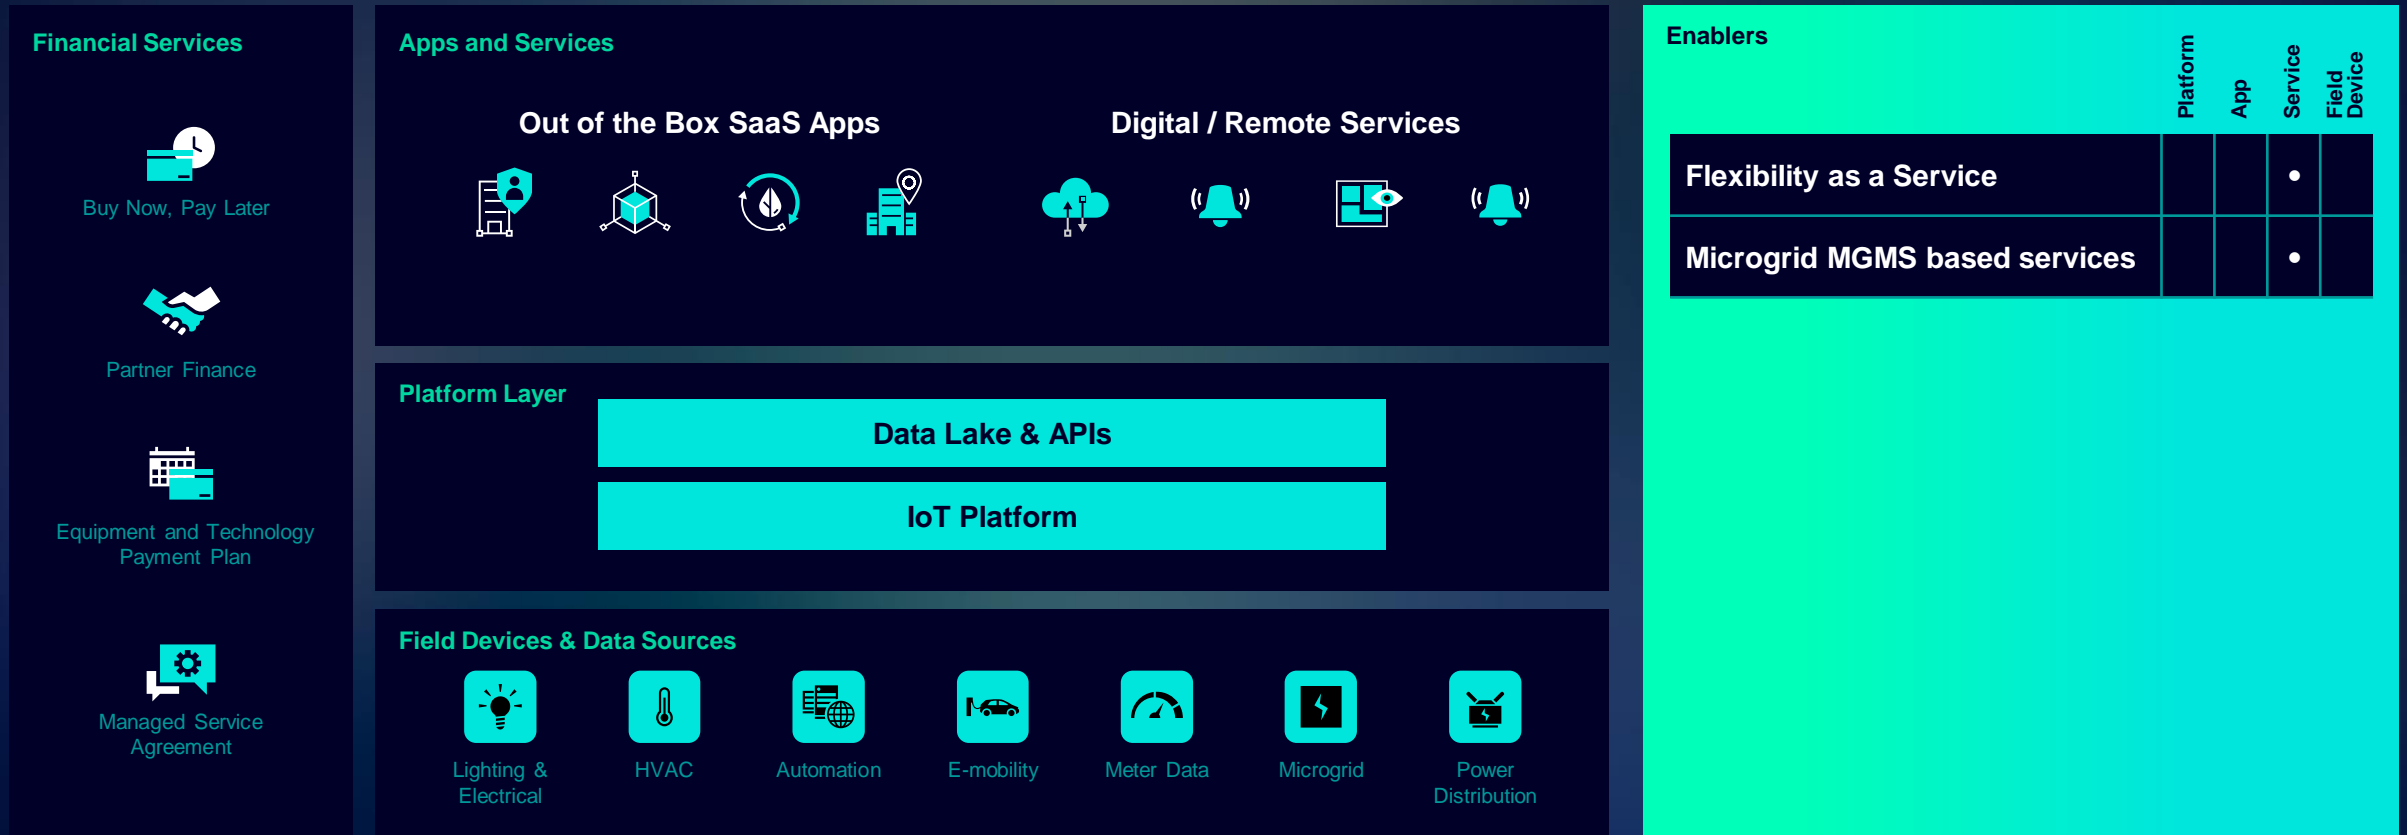 Financial Services
Buy Now, Pay Later
Partner Finance
Equipment and Technology
Payment Plan
Managed Service
Agreement
Apps and Services
Out of the Box SaaS Apps
Digital / Remote Services
Platform Layer
Data Lake & APIs
IoT Platform
Field Devices & Data Sources
Lighting &
Electrical
HVAC
Automation
E-mobility
Meter Data
Microgrid
Power
Distribution
Enablers
Platform
App
Service
Field
Device
Flexibility as a Service •
Microgrid MGMS based services •